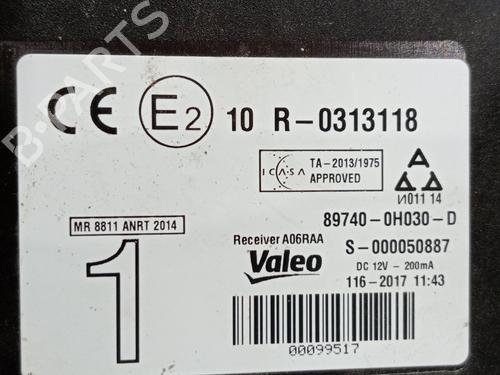 CE E2 10 R-0313118
ICASA TA-2013/1975
APPROVED
И011 14
MR 8811 ANRT 2014
89740-0H030-D
1
Receiver A06RAA
S-000050887
Valeo
DC 12V - 200mA
116-2017 11:43
00099517
B-PARTS